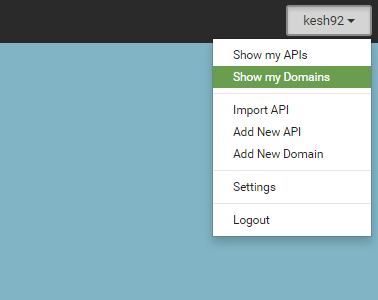 kesh92
Show my APIs
Show my Domains
Import API
Add New API
Add New Domain
Settings
Logout